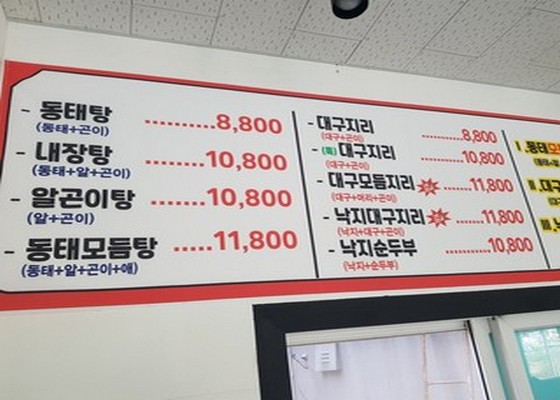 - 동태탕 ..........8,800
(동태+곤이)
- 내장탕 ........10,800
(동태+알+곤이)
- 알곤이탕 ........10,800
(알+곤이)
- 동태모듬탕 .....11,800
(동태+알+곤이+애)
- 대구지리 ..............8,800
(대구+곤이)
- (특)대구지리 ..........10,800
(대구+곤이)
- 대구모듬지리 ......11,800
(대구+머리+곤이)
- 낙지대구지리 ......11,800
(낙지+대구+곤이)
- 낙지순두부 ...........10,800
(낙지+순두부)
Ⅰ.동태
Ⅱ.대구